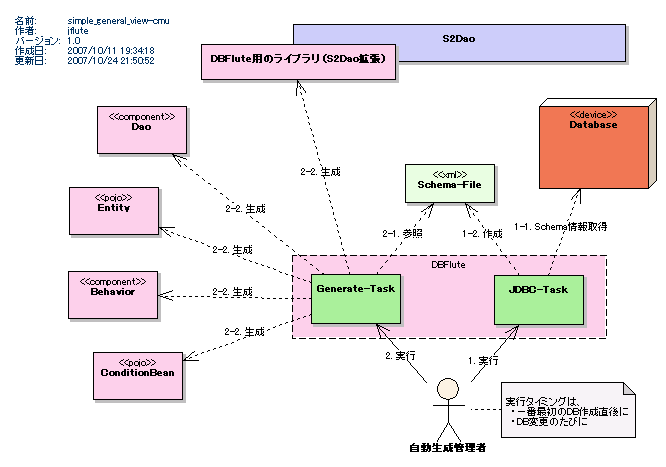 名前: simple_general_view-cmu
作者: jflute
バージョン: 1.0
作成日: 2007/10/11 19:34:18
更新日: 2007/10/24 21:50:52
S2Dao
DBFlute用のライブラリ(S2Dao拡張)
<<component>>
Dao
<<device>>
Database
<<xml>>
Schema-File
2-2. 生成
<<pojo>>
Entity
2-2. 生成
2-1. 参照
1-2. 作成
1-1. Schema情報取得
2-2. 生成
DBFlute
<<component>>
Behavior
2-2. 生成
Generate-Task
JDBC-Task
2-2. 生成
<<pojo>>
ConditionBean
2. 実行
1. 実行
実行タイミングは、
・一番最初のDB作成直後に
・DB変更のたびに
自動生成管理者